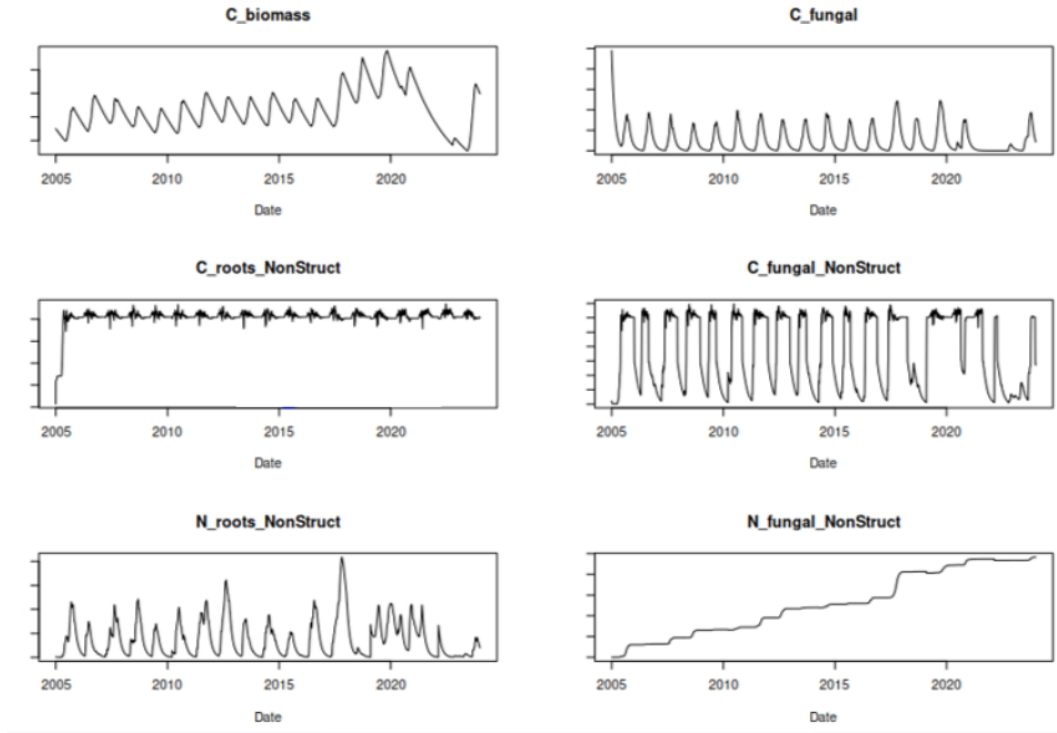 C_biomass
2005 2010 2015 2020
Date
C_fungal
2005 2010 2015 2020
Date
C_roots_NonStruct
2005 2010 2015 2020
Date
C_fungal_NonStruct
2005 2010 2015 2020
Date
N_roots_NonStruct
2005 2010 2015 2020
Date
N_fungal_NonStruct
2005 2010 2015 2020
Date